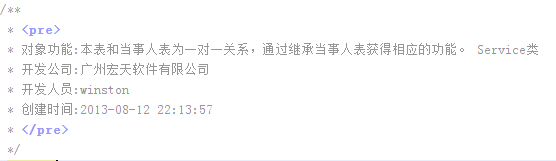 /**
* <pre>
* 对象功能:本表和当事人表为一对一关系，通过继承当事人表获得相应的功能。 Service类
* 开发公司:广州宏天软件有限公司
* 开发人员:winston
* 创建时间:2013-08-12 22:13:57
* </pre>
*/